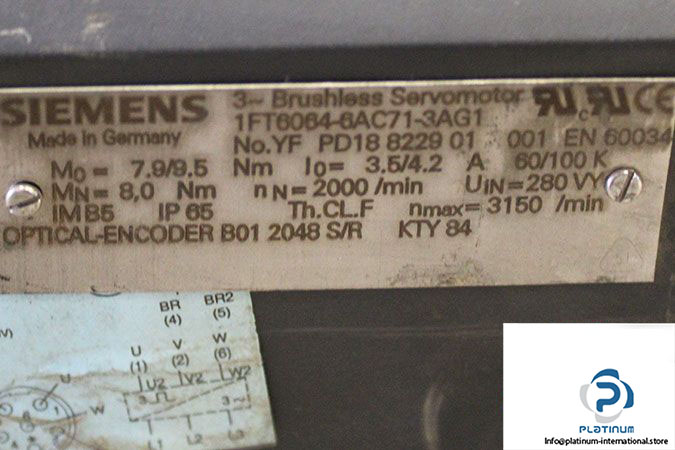 SIEMENS 3~ Brushless Servomotor
Made in Germany 1FT6064-6AC71-3AG1
No.YF PD18 8229 01 001 EN 60034
M0 = 7.9/9.5 Nm I0= 3.5/4.2 A 60/100 K
MN= 8,0 Nm nN=2000/min UIN=280 VY
IMB5 IP 65 Th.CL.F nmax=3150/min
OPTICAL-ENCODER B01 2048 S/R KTY 84
BR BR2
(4) (5)
U V W
(1) (2) (6)
U2 V2 W2
3~
L1 L2 L3
U
W
PLATINUM
Info@platinum-international.store